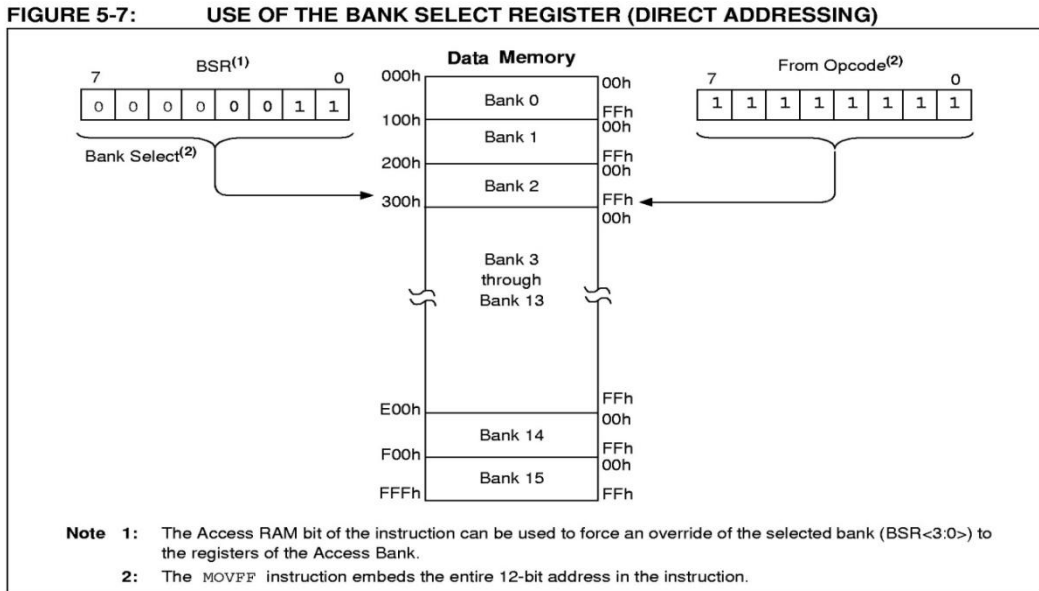 FIGURE 5-7: USE OF THE BANK SELECT REGISTER (DIRECT ADDRESSING)
Data Memory
BSR(1)
7 0
0 0 0 0 0 0 1 1
Bank Select(2)
From Opcode(2)
7 0
1 1 1 1 1 1 1 1
000h 00h
Bank 0
FFh
100h 00h
Bank 1
FFh
200h 00h
Bank 2
FFh
300h 00h
Bank 3
through
Bank 13
FFh
E00h 00h
Bank 14
FFh
F00h 00h
Bank 15
FFFh FFh
Note 1: The Access RAM bit of the instruction can be used to force an override of the selected bank (BSR<3:0>) to
the registers of the Access Bank.
2: The MOVFF instruction embeds the entire 12-bit address in the instruction.